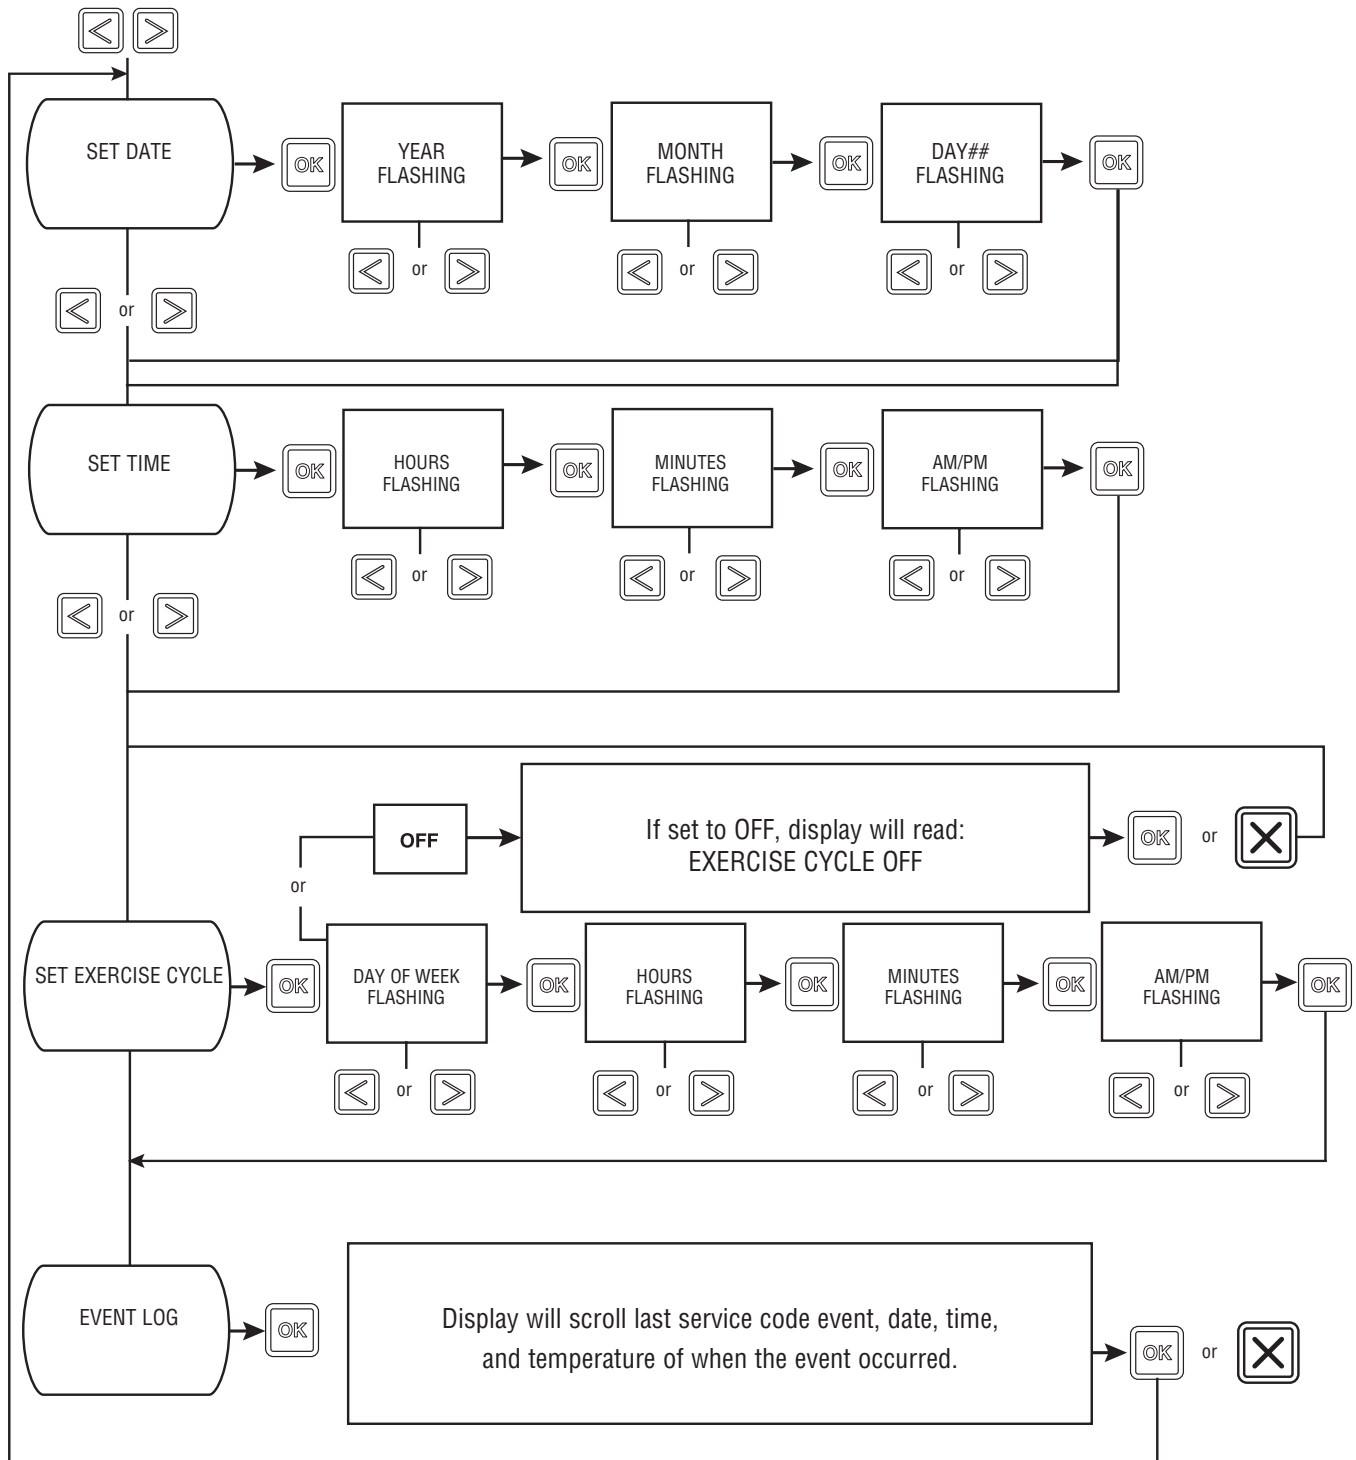 SET DATE
OK
YEAR
FLASHING
OK
MONTH
FLASHING
OK
DAY##
FLASHING
OK
or
or
or
or
SET TIME
OK
HOURS
FLASHING
OK
MINUTES
FLASHING
OK
AM/PM
FLASHING
OK
or
or
or
or
OFF
If set to OFF, display will read:
EXERCISE CYCLE OFF
OK
or
or
SET EXERCISE CYCLE
OK
DAY OF WEEK
FLASHING
OK
HOURS
FLASHING
OK
MINUTES
FLASHING
OK
AM/PM
FLASHING
OK
or
or
or
or
EVENT LOG
OK
Display will scroll last service code event, date, time,
and temperature of when the event occurred.
OK
or